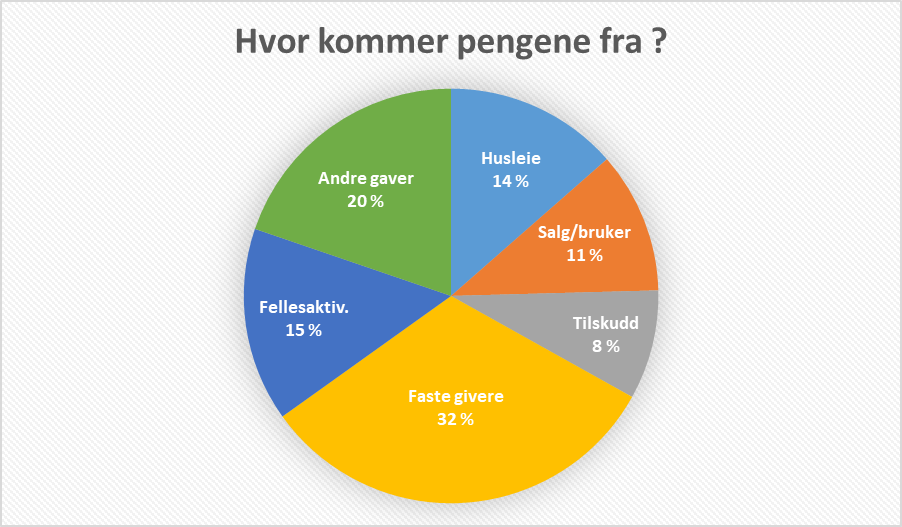 Hvor kommer pengene fra ?
Husleie
14 %
Salg/bruker
11 %
Tilskudd
8 %
Faste givere
32 %
Fellesaktiv.
15 %
Andre gaver
20 %